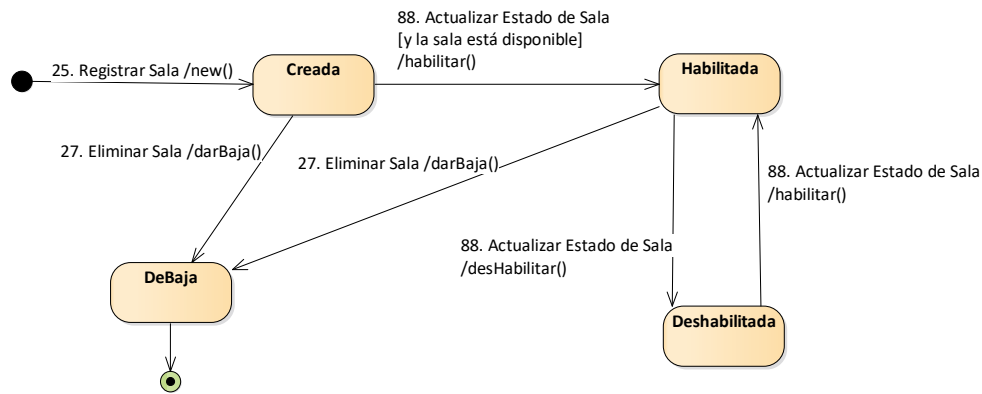 88. Actualizar Estado de Sala
[y la sala está disponible]
/habilitar()
25. Registrar Sala /new()
Creada
Habilitada
27. Eliminar Sala /darBaja()
27. Eliminar Sala /darBaja()
88. Actualizar Estado de Sala
/habilitar()
88. Actualizar Estado de Sala
/desHabilitar()
DeBaja
Deshabilitada